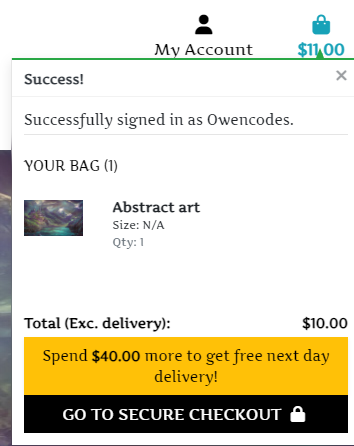 My Account
$11.00
Success!
×
Successfully signed in as Owencodes.
YOUR BAG (1)
Abstract art
Size: N/A
Qty: 1
Total (Exc. delivery): $10.00
Spend $40.00 more to get free next day
delivery!
GO TO SECURE CHECKOUT